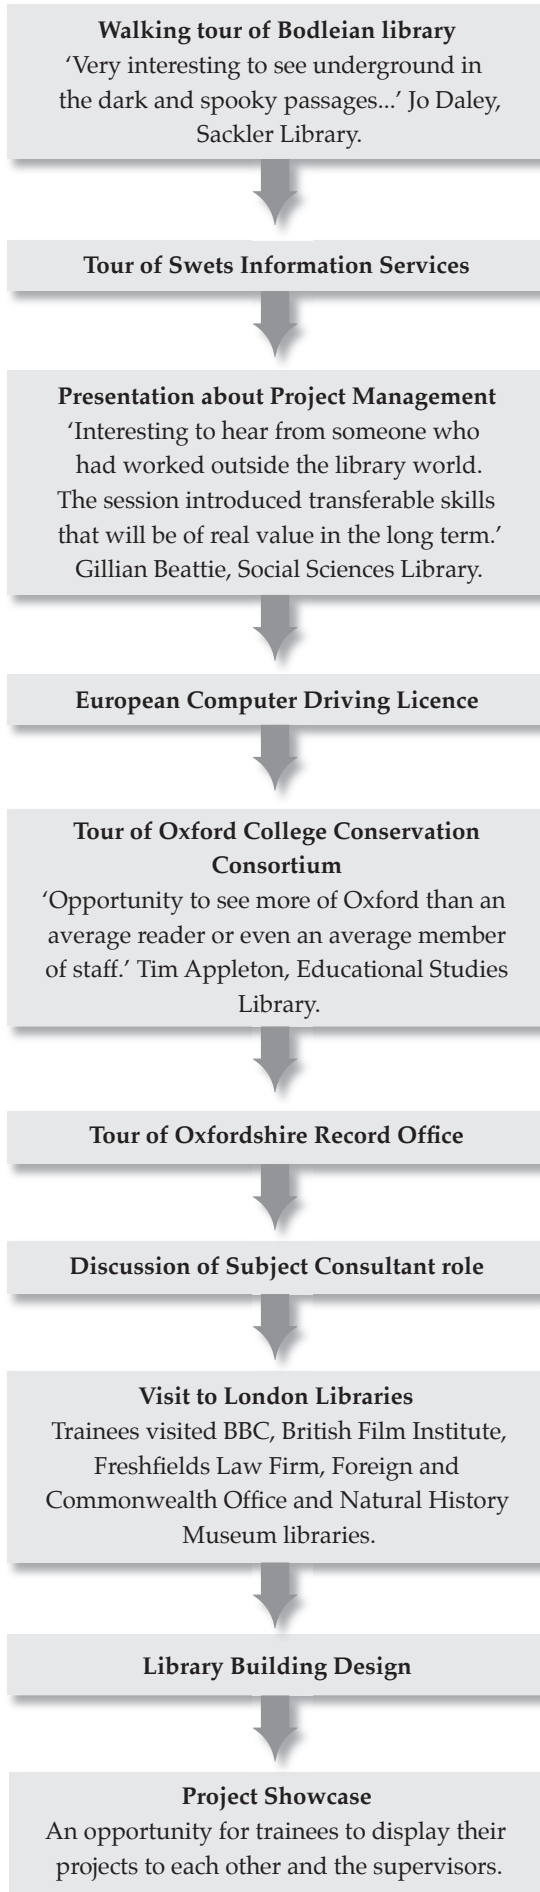 Walking tour of Bodleian library
‘Very interesting to see underground in
the dark and spooky passages...’ Jo Daley,
Sackler Library.
Tour of Swets Information Services
Presentation about Project Management
‘Interesting to hear from someone who
had worked outside the library world.
The session introduced transferable skills
that will be of real value in the long term.’
Gillian Beattie, Social Sciences Library.
European Computer Driving Licence
Tour of Oxford College Conservation
Consortium
‘Opportunity to see more of Oxford than an
average reader or even an average member
of staff.’ Tim Appleton, Educational Studies
Library.
Tour of Oxfordshire Record Office
Discussion of Subject Consultant role
Visit to London Libraries
Trainees visited BBC, British Film Institute,
Freshfields Law Firm, Foreign and
Commonwealth Office and Natural History
Museum libraries.
Library Building Design
Project Showcase
An opportunity for trainees to display their
projects to each other and the supervisors.